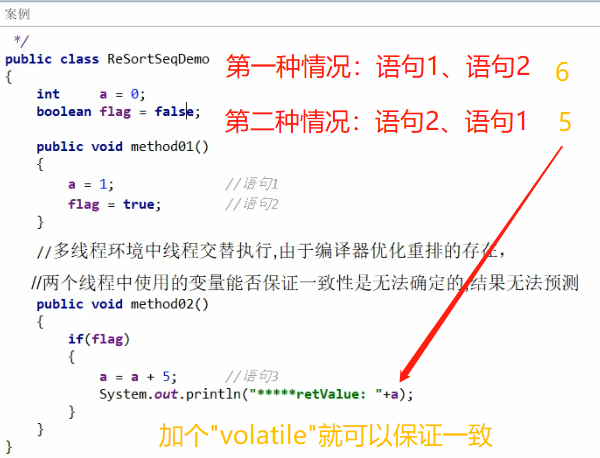 案例
*/
public class ReSortSeqDemo
第一种情况：语句1、语句2 6
{
int a = 0;
boolean flag = false;
第二种情况：语句2、语句1 5
public void method01()
{
a = 1; //语句1
flag = true; //语句2
}
//多线程环境中线程交替执行,由于编译器优化重排的存在，
//两个线程中使用的变量能否保证一致性是无法确定的,结果无法预测
public void method02()
{
if(flag)
{
a = a + 5; //语句3
System.out.println("*****retValue: "+a);
}
}
加个"volatile"就可以保证一致
}